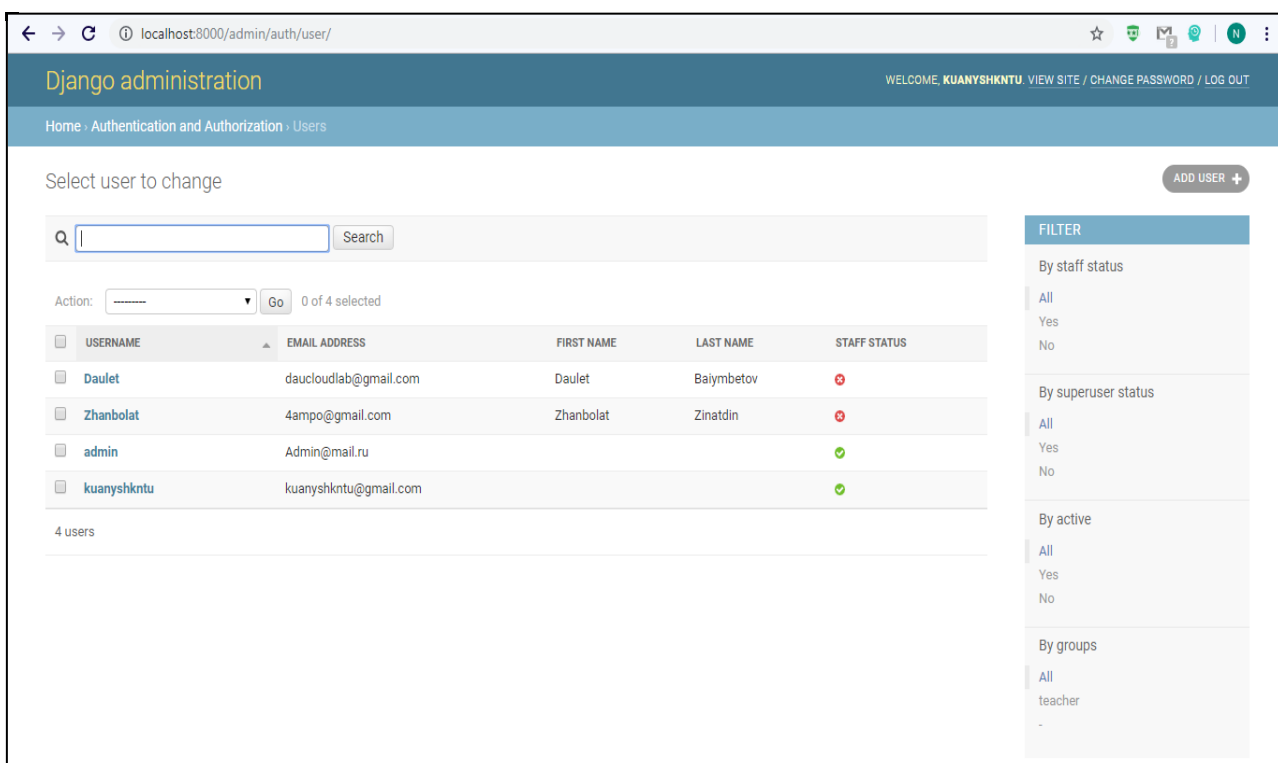 localhost:8000/admin/auth/user/
N
?
Django administration
WELCOME, KUANYSHKNTU. VIEW SITE / CHANGE PASSWORD / LOG OUT
Home › Authentication and Authorization › Users
Select user to change
ADD USER +
Search
Action: --------- Go 0 of 4 selected
USERNAME EMAIL ADDRESS FIRST NAME LAST NAME STAFF STATUS
Daulet daucloudlab@gmail.com Daulet Baiymbetov
Zhanbolat 4ampo@gmail.com Zhanbolat Zinatdin
admin Admin@mail.ru
kuanyshkntu kuanyshkntu@gmail.com
4 users
FILTER
By staff status
All
Yes
No
By superuser status
All
Yes
No
By active
All
Yes
No
By groups
All
teacher
-